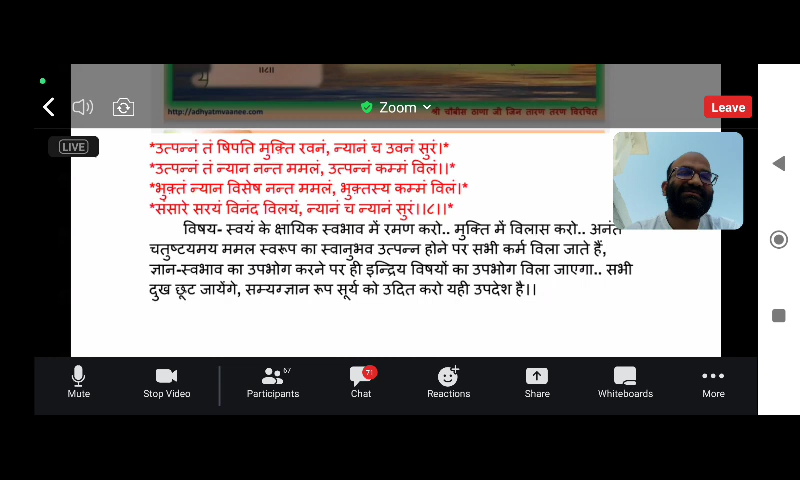 ॥८॥
http://adhyatmvaanee.com
श्री चौबीस ठाणा जी जिन तारण तरण विरचित
Zoom
Leave
LIVE
*उत्पन्नं तं षिपति मुक्ति रवनं, न्यानं च उवनं सुरं।*
*उत्पन्नं तं न्यान नन्त ममलं, उत्पन्नं कम्मं विलं।।*
*भुक्तं न्यान विसेष नन्त ममलं, भुक्तस्य कम्मं विलं।*
*संसारे सरयं विनंद विलयं, न्यानं च न्यानं सुरं।।८।।*
विषय- स्वयं के क्षायिक स्वभाव में रमण करो.. मुक्ति में विलास करो.. अनंत
चतुष्टयमय ममल स्वरूप का स्वानुभव उत्पन्न होने पर सभी कर्म विला जाते हैं,
ज्ञान-स्वभाव का उपभोग करने पर ही इन्द्रिय विषयों का उपभोग विला जाएगा.. सभी
दुख छूट जायेंगे, सम्यग्ज्ञान रूप सूर्य को उदित करो यही उपदेश है।।
67
71
Mute
Stop Video
Participants
Chat
Reactions
Share
Whiteboards
More